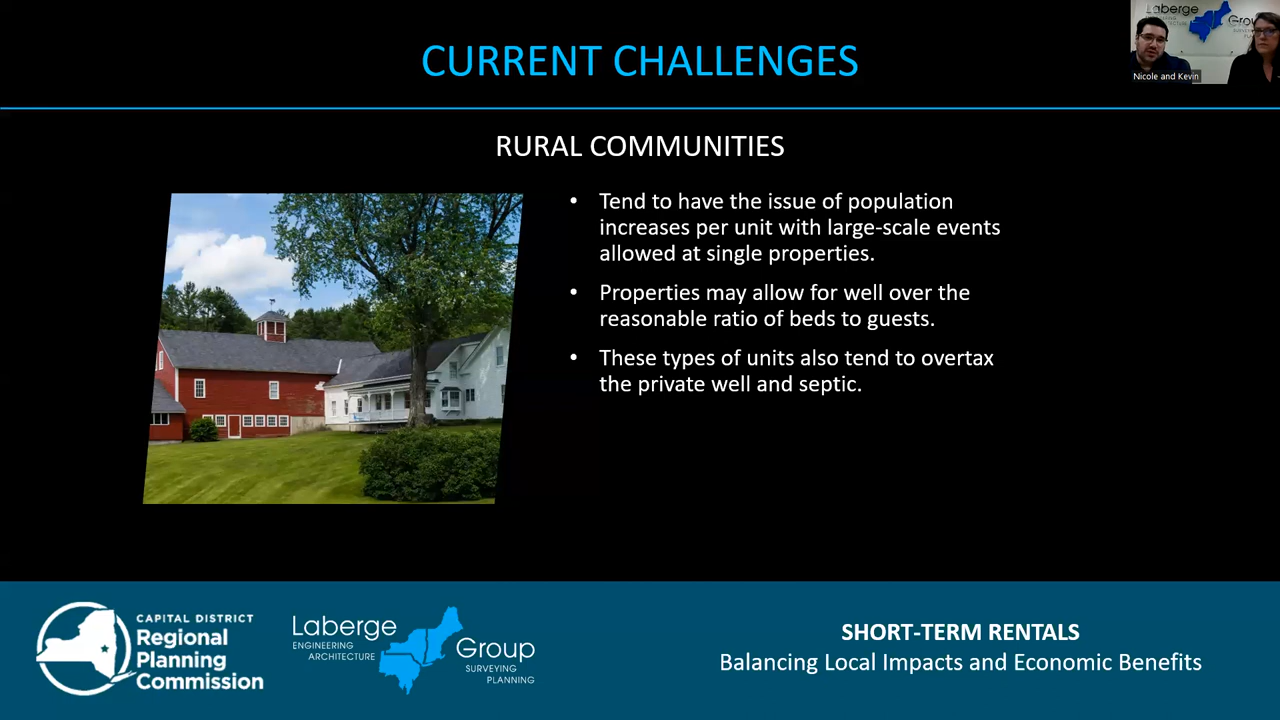 CURRENT CHALLENGES
Laberge
Group
Nicole and Kevin
RURAL COMMUNITIES
• Tend to have the issue of population
increases per unit with large-scale events
allowed at single properties.
• Properties may allow for well over the
reasonable ratio of beds to guests.
• These types of units also tend to overtax
the private well and septic.
CAPITAL DISTRICT
Regional
Planning
Commission
Laberge
ENGINEERING
ARCHITECTURE
Group
SURVEYING
PLANNING
SHORT-TERM RENTALS
Balancing Local Impacts and Economic Benefits